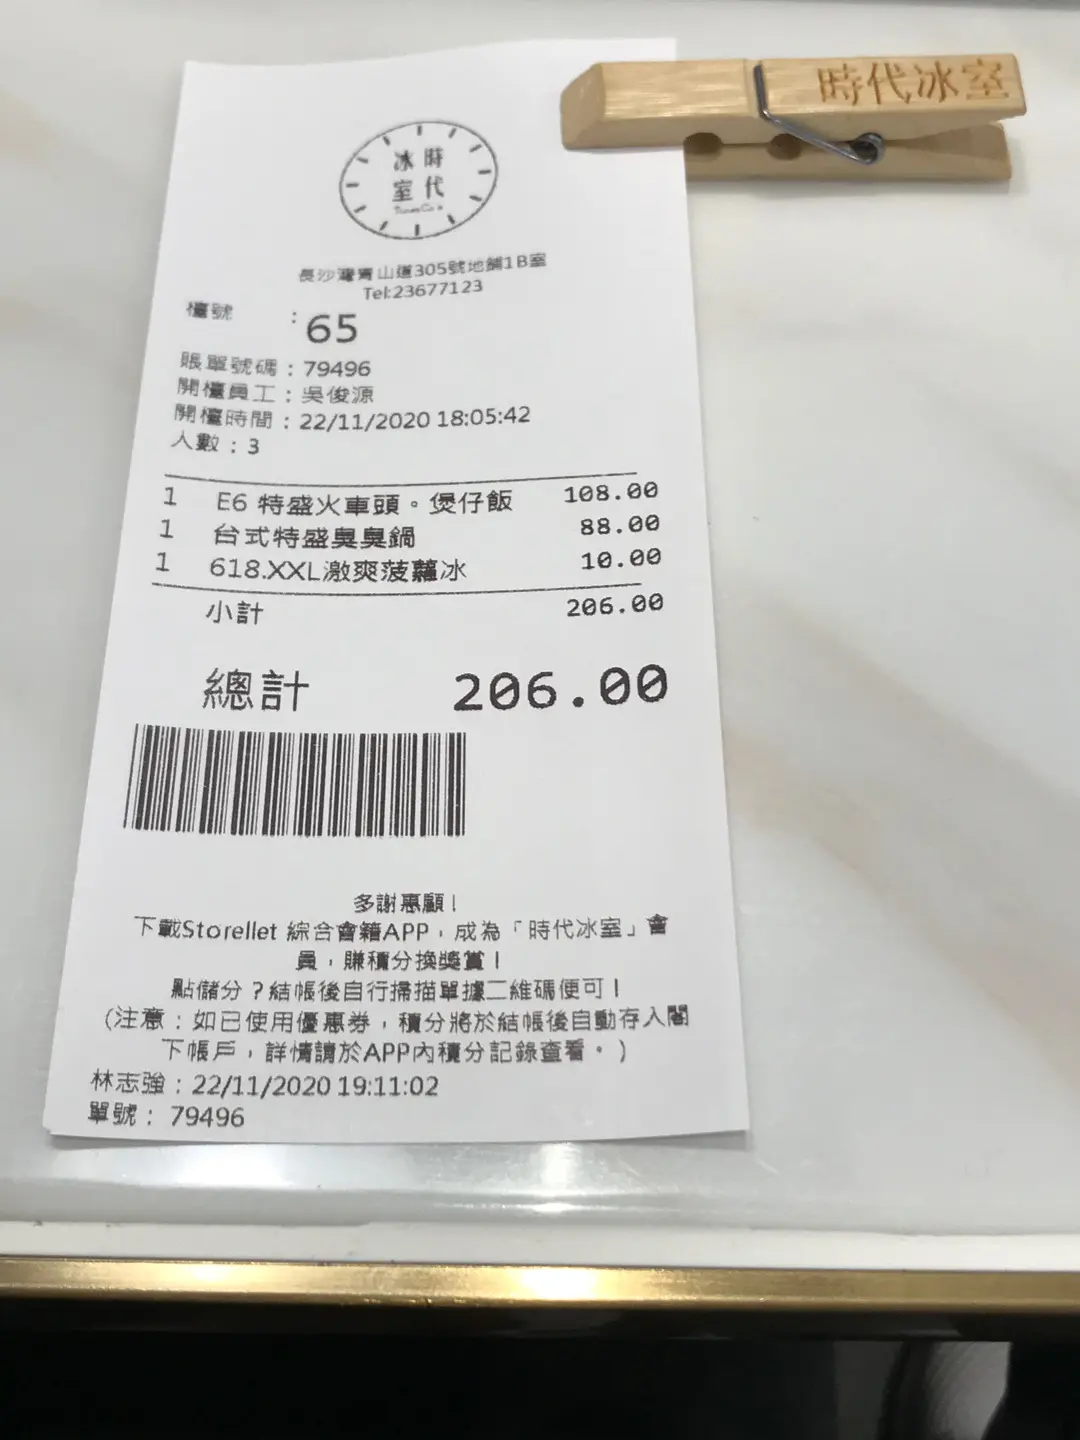 時代冰室
時代
冰室
長沙灣青山道305號地舖1B室
Tel:23677123
檯號 : 65
賬單號碼：79496
開檯員工：吳俊源
開檯時間：22/11/2020 18:05:42
人數：3
1 E6 特盛火車頭。煲仔飯 108.00
1 台式特盛臭臭鍋 88.00
1 618.XXL激爽菠蘿冰 10.00
小計 206.00
總計 206.00
多謝惠顧！
下載Storellet 綜合會籍APP，成為「時代冰室」會
員，賺積分換獎賞！
點儲分？結帳後自行掃描單據二維碼便可！
(注意：如已使用優惠券，積分將於結帳後自動存入閣
下帳戶，詳情請於APP內積分記錄查看。)
林志強：22/11/2020 19:11:02
單號：79496